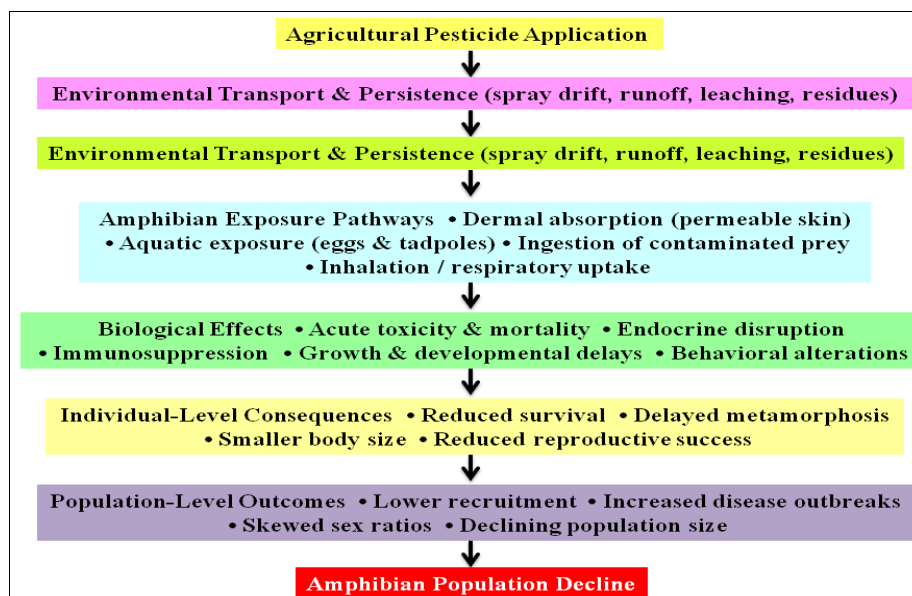 Agricultural Pesticide Application
Environmental Transport & Persistence (spray drift, runoff, leaching, residues)
Environmental Transport & Persistence (spray drift, runoff, leaching, residues)
Amphibian Exposure Pathways • Dermal absorption (permeable skin)
• Aquatic exposure (eggs & tadpoles) • Ingestion of contaminated prey
• Inhalation / respiratory uptake
Biological Effects • Acute toxicity & mortality • Endocrine disruption
• Immunosuppression • Growth & developmental delays • Behavioral alterations
Individual-Level Consequences • Reduced survival • Delayed metamorphosis
• Smaller body size • Reduced reproductive success
Population-Level Outcomes • Lower recruitment • Increased disease outbreaks
• Skewed sex ratios • Declining population size
Amphibian Population Decline